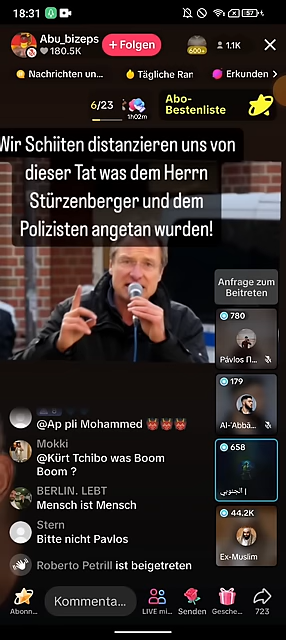 18:31
Abu_bizeps
180.5K
+ Folgen
600+
1.1K
Nachrichten un...
Tägliche Ran
Erkunden
6/23
1h02m
Abo-
Bestenliste
Wir Schiiten distanzieren uns von
dieser Tat was dem Herrn
Stürzenberger und dem
Polizisten angetan wurden!
Anfrage zum
Beitreten
780
Pávlos Π...
179
Al-'Abbā...
658
ا الجنوبي
44.2K
Ex-Muslim
@Ap pli Mohammed
Mokki
@Kürt Tchibo was Boom
Boom ?
BERLIN. LEBT
Mensch ist Mensch
Stern
Bitte nicht Pavlos
Roberto Petrill ist beigetreten
Abonn...
Kommenta...
LIVE mi...
Senden
Gesche...
723